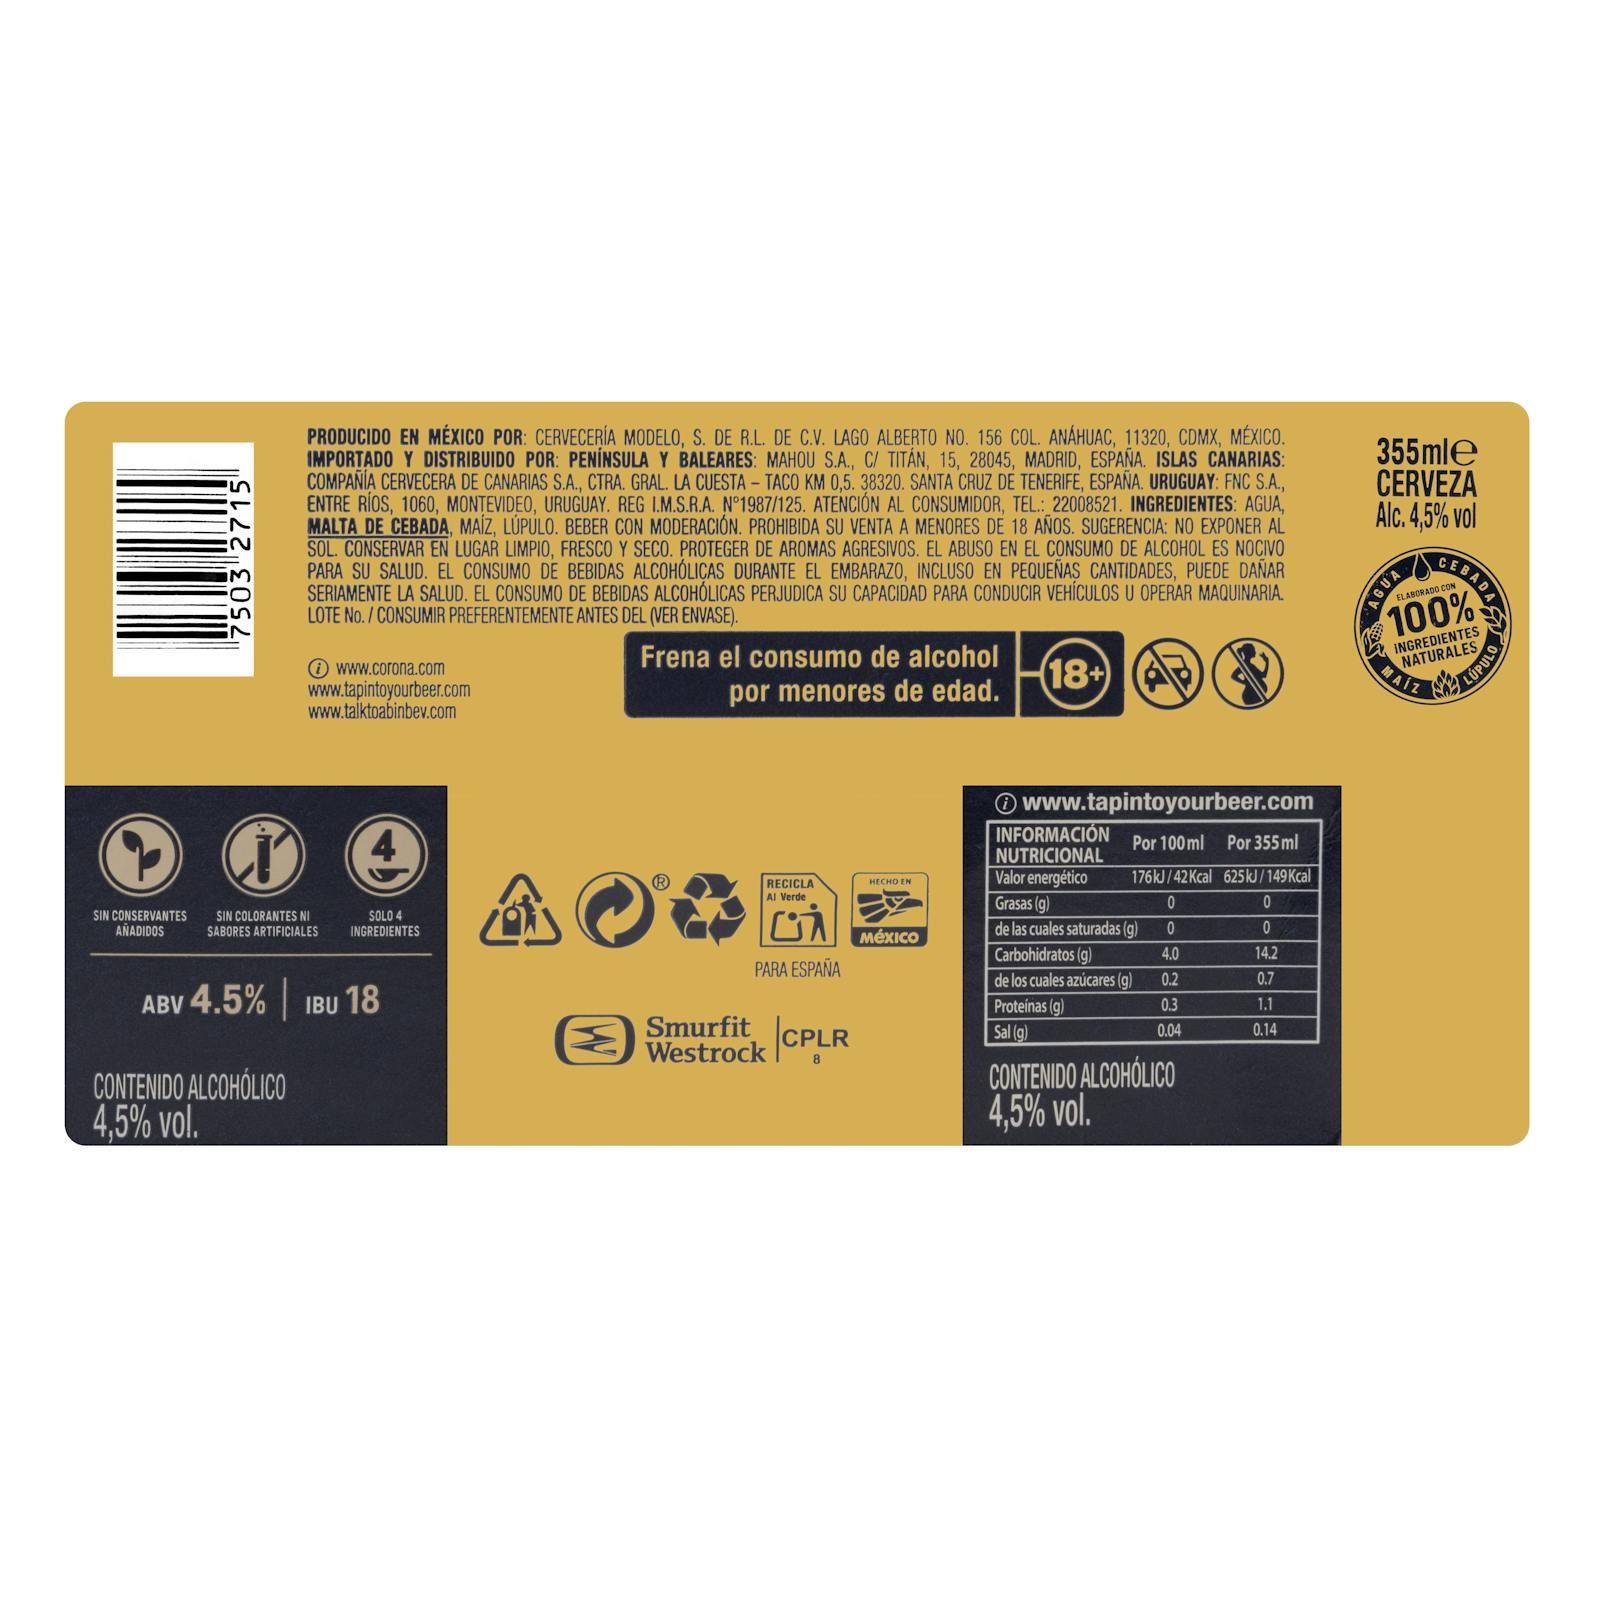 PRODUCIDO EN MÉXICO POR: CERVECERÍA MODELO, S. DE R.L. DE C.V. LAGO ALBERTO NO. 156 COL. ANÁHUAC, 11320, CDMX, MÉXICO.
IMPORTADO Y DISTRIBUIDO POR: PENÍNSULA Y BALEARES: MAHOU S.A., C/ TITÁN, 15, 28045, MADRID, ESPAÑA. ISLAS CANARIAS:
COMPAÑÍA CERVECERA DE CANARIAS S.A., CTRA. GRAL. LA CUESTA – TACO KM 0,5. 38320. SANTA CRUZ DE TENERIFE, ESPAÑA. URUGUAY: FNC S.A.,
ENTRE RÍOS, 1060, MONTEVIDEO, URUGUAY. REG I.M.S.R.A. N°1987/125. ATENCIÓN AL CONSUMIDOR, TEL.: 22008521. INGREDIENTES: AGUA,
MALTA DE CEBADA, MAÍZ, LÚPULO. BEBER CON MODERACIÓN. PROHIBIDA SU VENTA A MENORES DE 18 AÑOS. SUGERENCIA: NO EXPONER AL
SOL. CONSERVAR EN LUGAR LIMPIO, FRESCO Y SECO. PROTEGER DE AROMAS AGRESIVOS. EL ABUSO EN EL CONSUMO DE ALCOHOL ES NOCIVO
PARA SU SALUD. EL CONSUMO DE BEBIDAS ALCOHÓLICAS DURANTE EL EMBARAZO, INCLUSO EN PEQUEÑAS CANTIDADES, PUEDE DAÑAR
SERIAMENTE LA SALUD. EL CONSUMO DE BEBIDAS ALCOHÓLICAS PERJUDICA SU CAPACIDAD PARA CONDUCIR VEHÍCULOS U OPERAR MAQUINARIA.
LOTE No. / CONSUMIR PREFERENTEMENTE ANTES DEL (VER ENVASE).
7503 2715
i www.corona.com
www.tapintoyourbeer.com
www.talktoabinbev.com
Frena el consumo de alcohol
por menores de edad.
18+
355ml℮
CERVEZA
Alc. 4,5% vol
AGUA CEBADA
ELABORADO CON
100%
INGREDIENTES
NATURALES
MAÍZ LÚPULO
4
SIN CONSERVANTES
AÑADIDOS
SIN COLORANTES NI
SABORES ARTIFICIALES
SOLO 4
INGREDIENTES
ABV 4.5% | IBU 18
CONTENIDO ALCOHÓLICO
4,5% vol.
®
RECICLA
Al Verde
HECHO EN
MÉXICO
PARA ESPAÑA
Smurfit
Westrock
CPLR
8
i www.tapintoyourbeer.com
INFORMACIÓN
NUTRICIONAL Por 100ml Por 355ml
Valor energético 176kJ/42Kcal 625kJ/149Kcal
Grasas (g) 0 0
de las cuales saturadas (g) 0 0
Carbohidratos (g) 4.0 14.2
de los cuales azúcares (g) 0.2 0.7
Proteínas (g) 0.3 1.1
Sal (g) 0.04 0.14
CONTENIDO ALCOHÓLICO
4,5% vol.